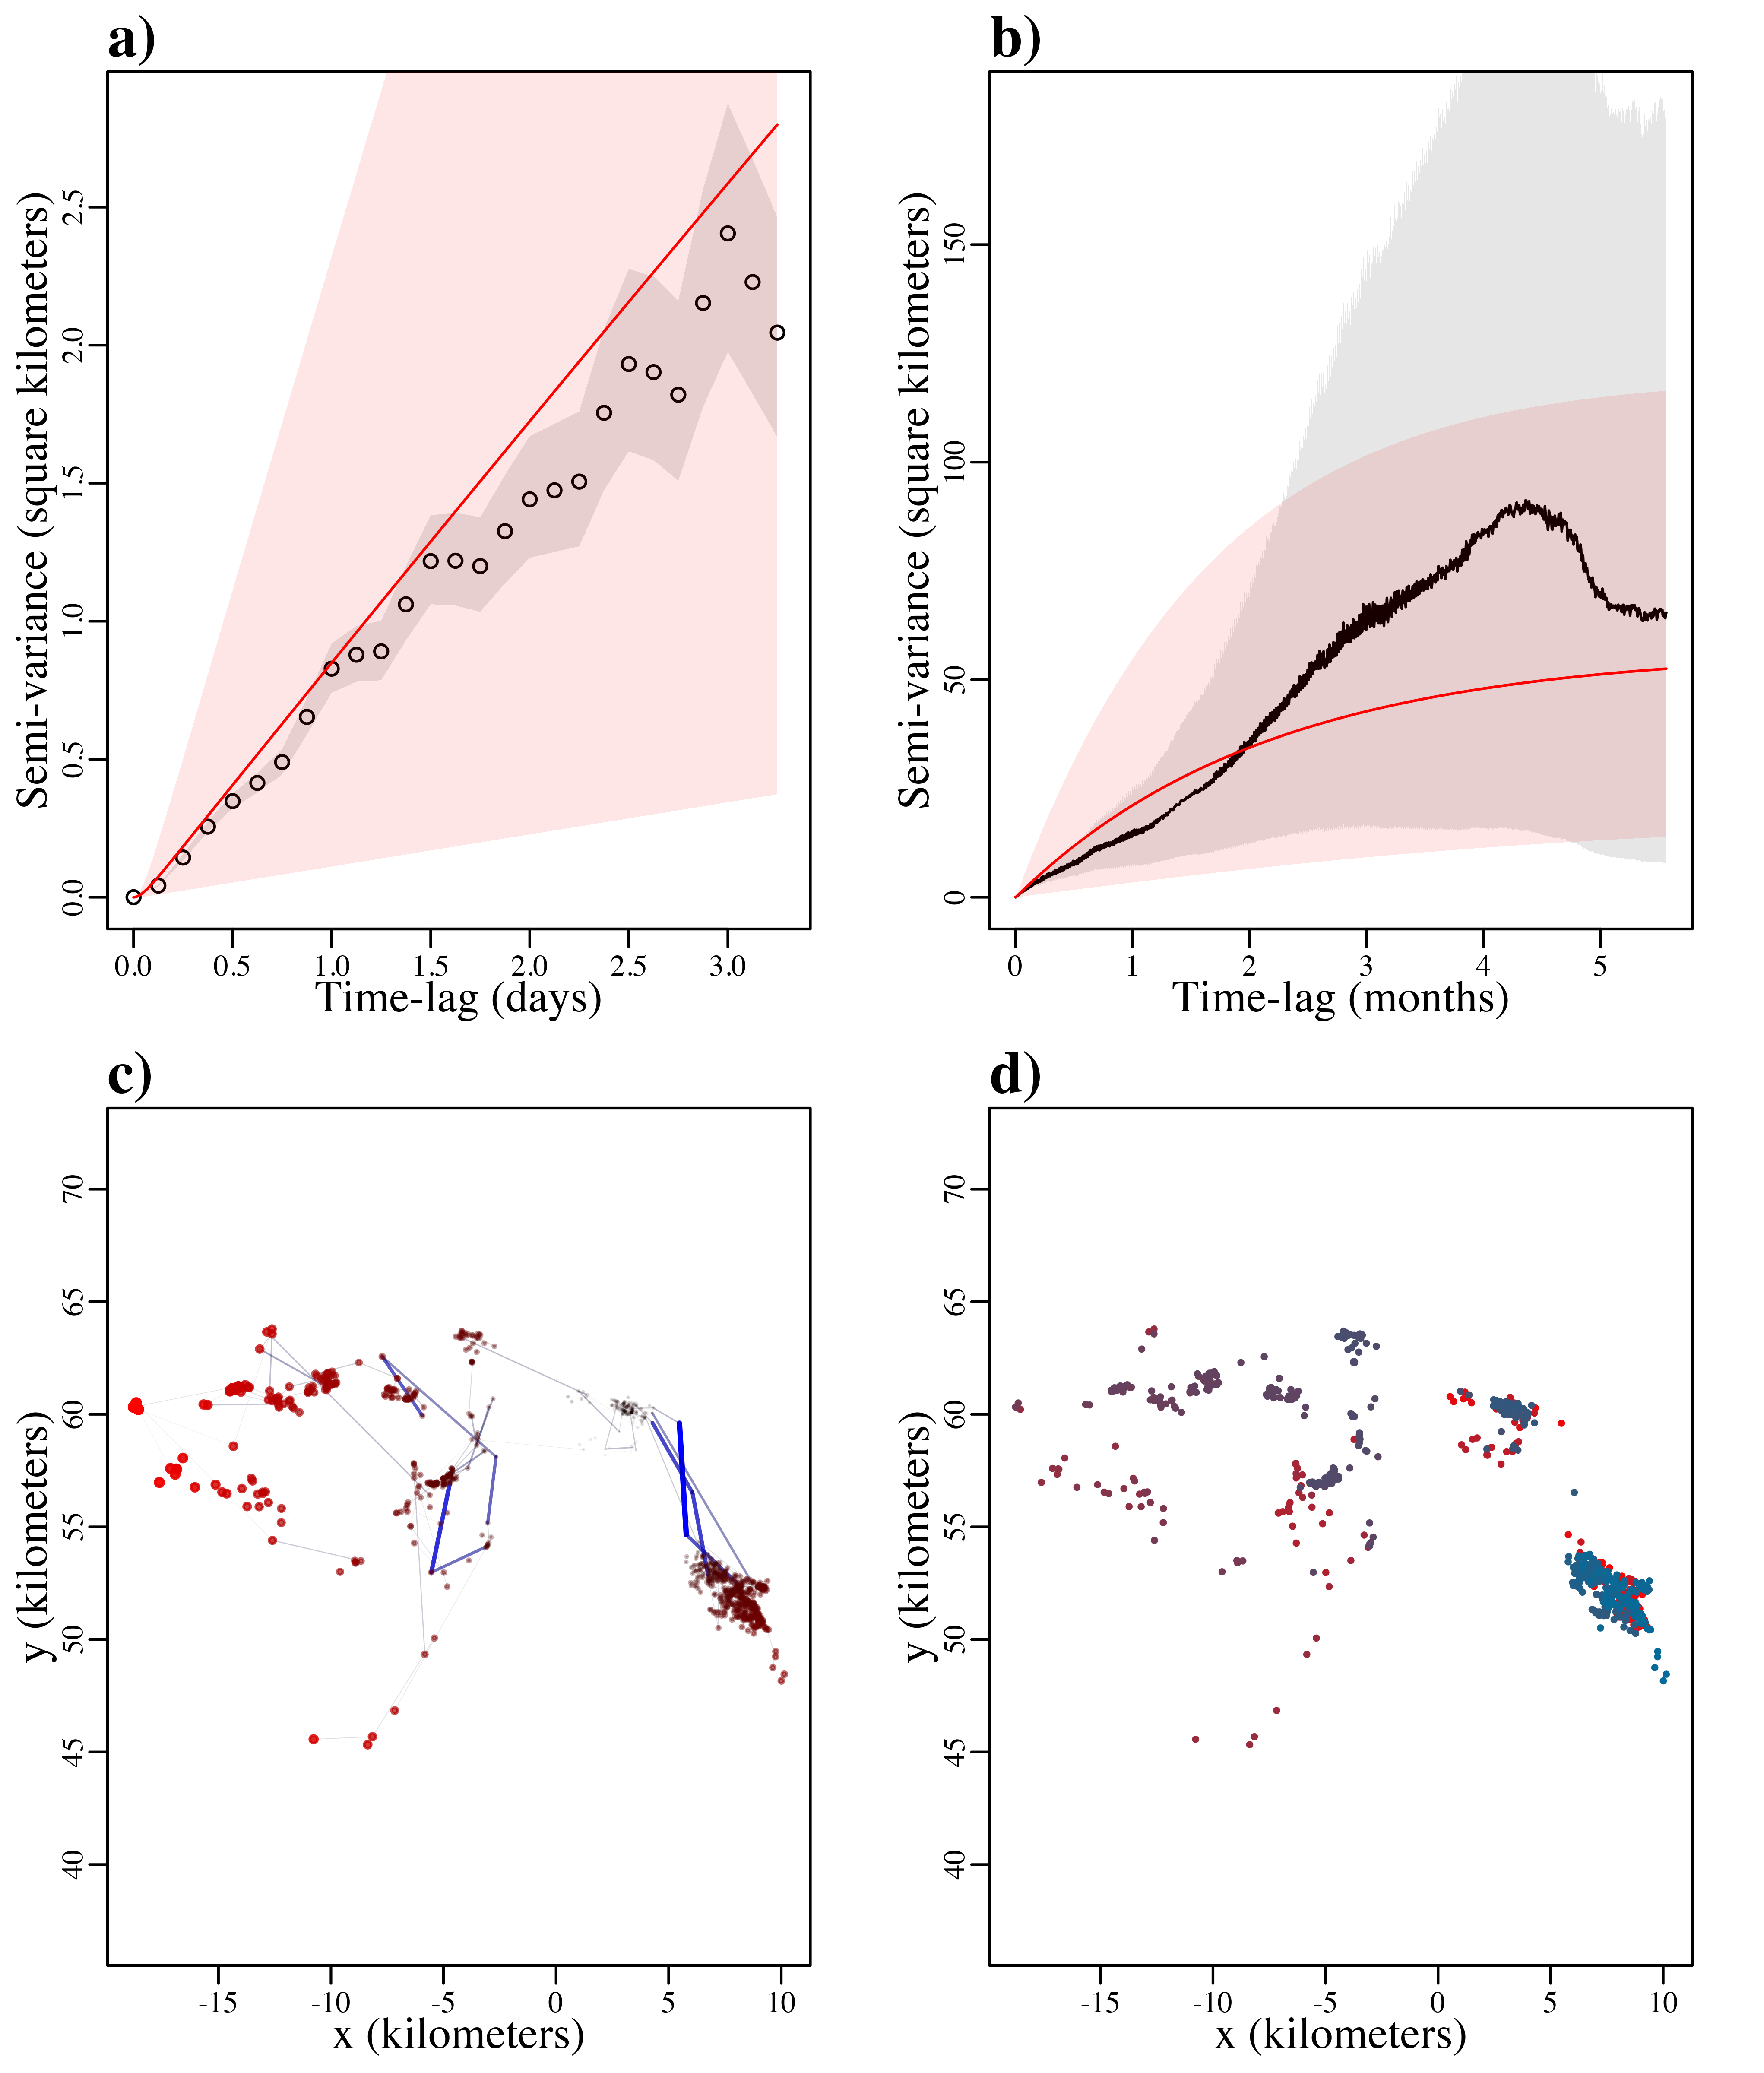 a)
Semi-variance (square kilometers)
0.0 0.5 1.0 1.5 2.0 2.5
0.0 0.5 1.0 1.5 2.0 2.5 3.0
Time-lag (days)
b)
Semi-variance (square kilometers)
0 50 100 150
0 1 2 3 4 5
Time-lag (months)
c)
y (kilometers)
40 45 50 55 60 65 70
-15 -10 -5 0 5 10
x (kilometers)
d)
y (kilometers)
40 45 50 55 60 65 70
-15 -10 -5 0 5 10
x (kilometers)